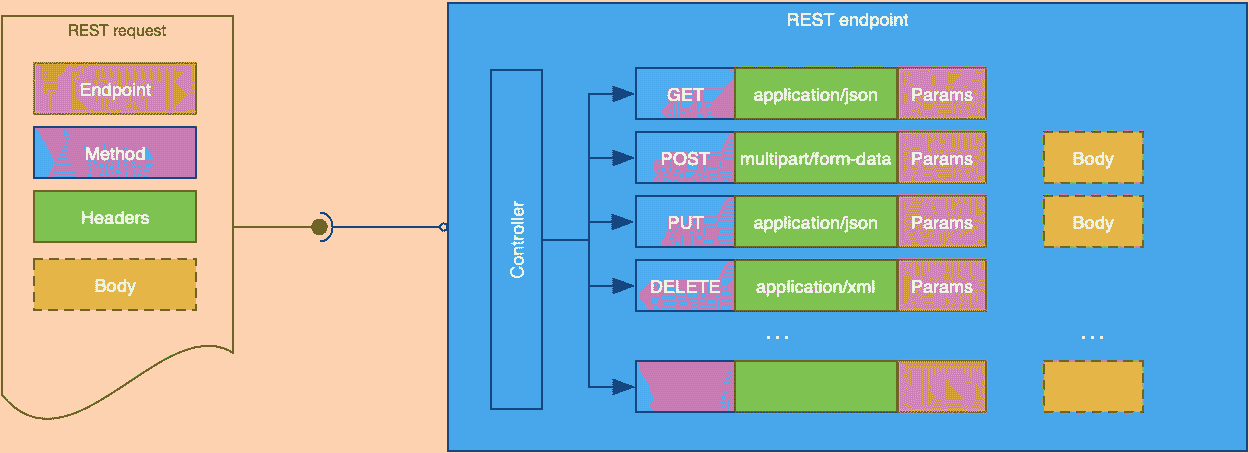 REST request
Endpoint
Method
Headers
Body
REST endpoint
Controller
GET application/json Params
POST multipart/form-data Params Body
PUT application/json Params Body
DELETE application/xml Params
... ...